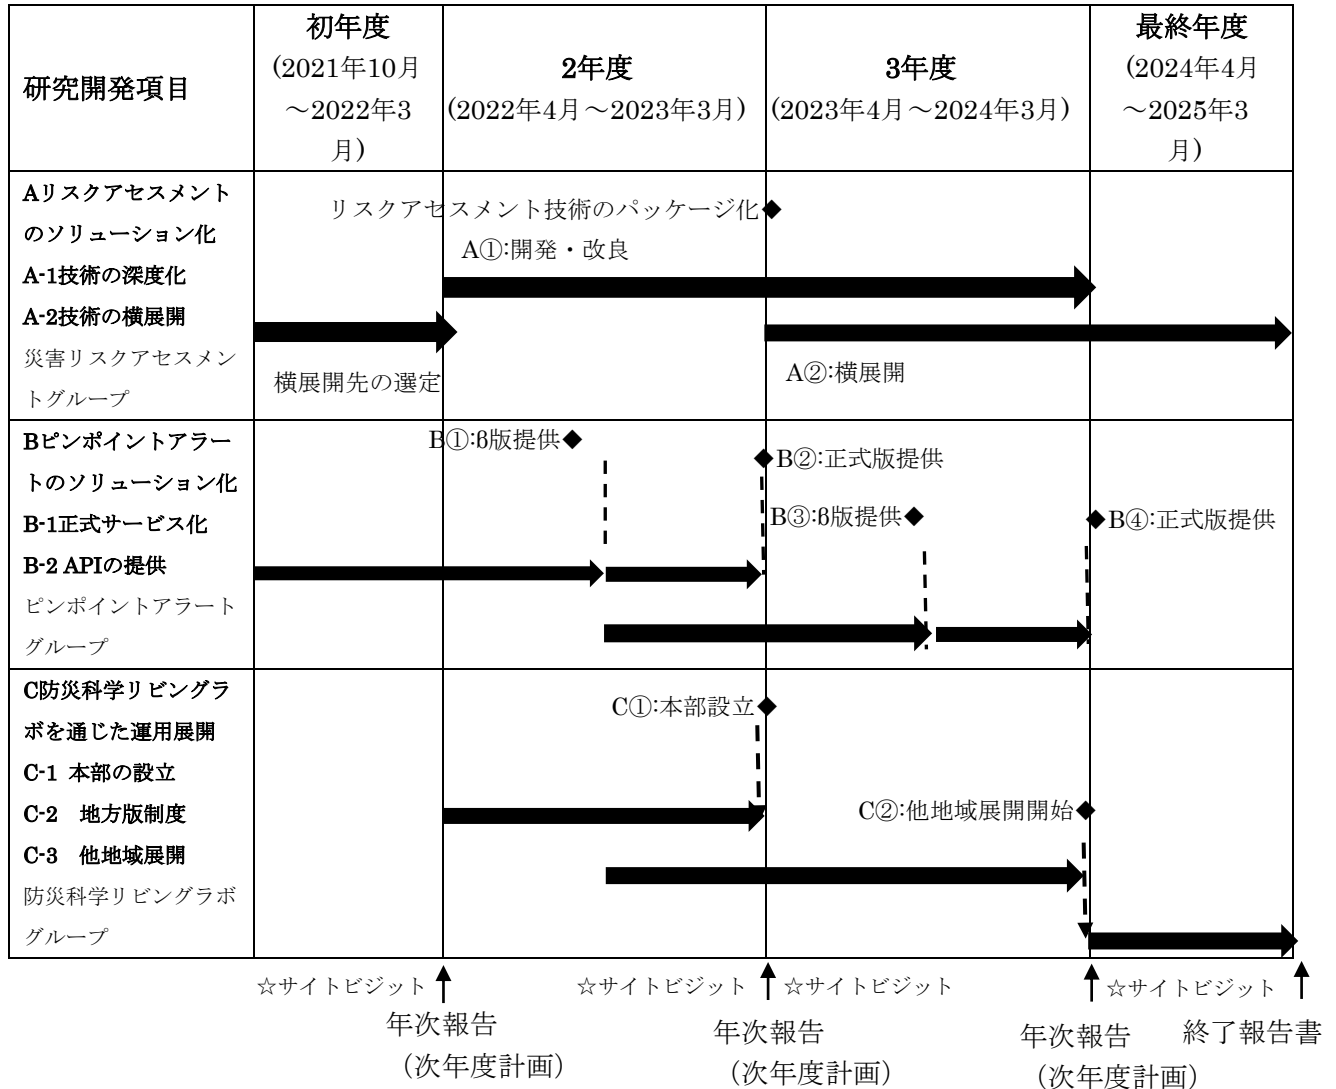 研究開発項目
初年度
(2021年10月
～2022年3
月)
2年度
(2022年4月～2023年3月)
3年度
(2023年4月～2024年3月)
最終年度
(2024年4月
～2025年3
月)
Aリスクアセスメント
のソリューション化
A-1技術の深度化
A-2技術の横展開
災害リスクアセスメン
トグループ
リスクアセスメント技術のパッケージ化◆
A①:開発・改良
横展開先の選定
A②:横展開
Bピンポイントアラー
トのソリューション化
B-1正式サービス化
B-2 APIの提供
ピンポイントアラート
グループ
B①:β版提供◆
◆B②:正式版提供
B③:β版提供◆
◆B④:正式版提供
C防災科学リビングラ
ボを通じた運用展開
C-1 本部の設立
C-2　地方版制度
C-3　他地域展開
防災科学リビングラボ
グループ
C①:本部設立◆
C②:他地域展開開始◆
☆サイトビジット
☆サイトビジット
☆サイトビジット
☆サイトビジット
年次報告
（次年度計画）
年次報告
（次年度計画）
年次報告
（次年度計画）
終了報告書